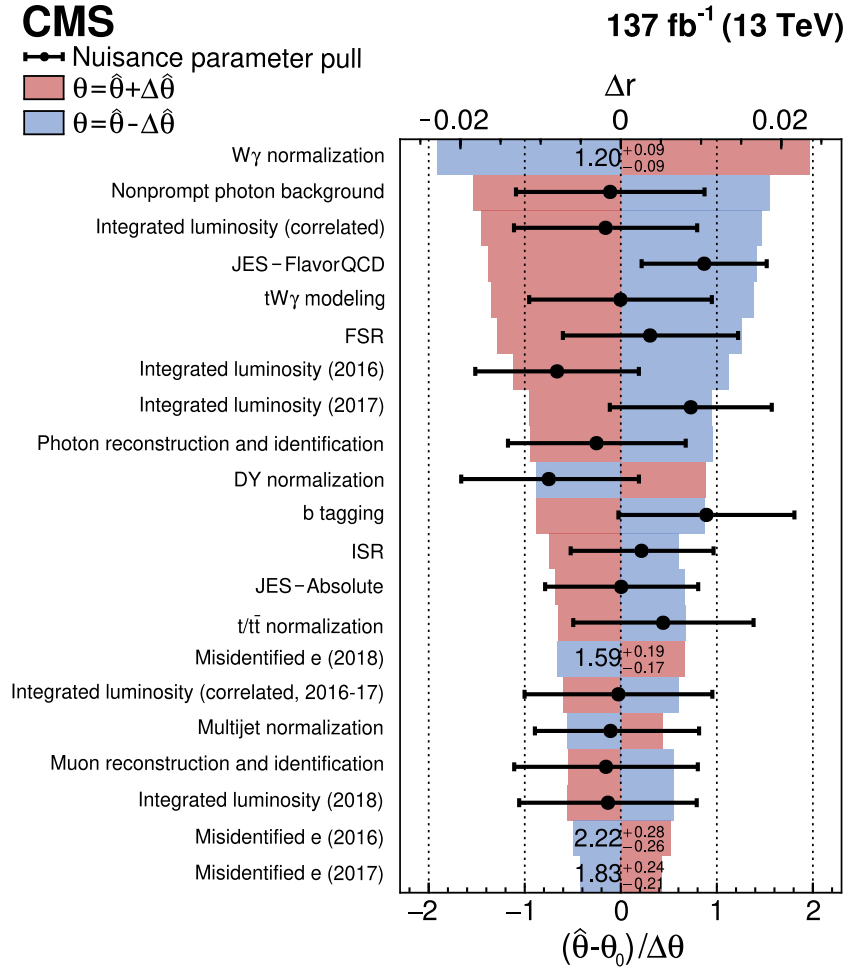 CMS
137 fb⁻¹ (13 TeV)
Nuisance parameter pull
θ=θ̂+Δθ̂
θ=θ̂−Δθ̂
Δr
−0.02 0 0.02
Wγ normalization 1.20 +0.09 −0.09
Nonprompt photon background
Integrated luminosity (correlated)
JES−FlavorQCD
tWγ modeling
FSR
Integrated luminosity (2016)
Integrated luminosity (2017)
Photon reconstruction and identification
DY normalization
b tagging
ISR
JES−Absolute
t/tt̄ normalization
Misidentified e (2018) 1.59 +0.19 −0.17
Integrated luminosity (correlated, 2016-17)
Multijet normalization
Muon reconstruction and identification
Integrated luminosity (2018)
Misidentified e (2016) 2.22 +0.28 −0.26
Misidentified e (2017) 1.83 +0.24 −0.21
−2 −1 0 1 2
(θ̂-θ₀)/Δθ